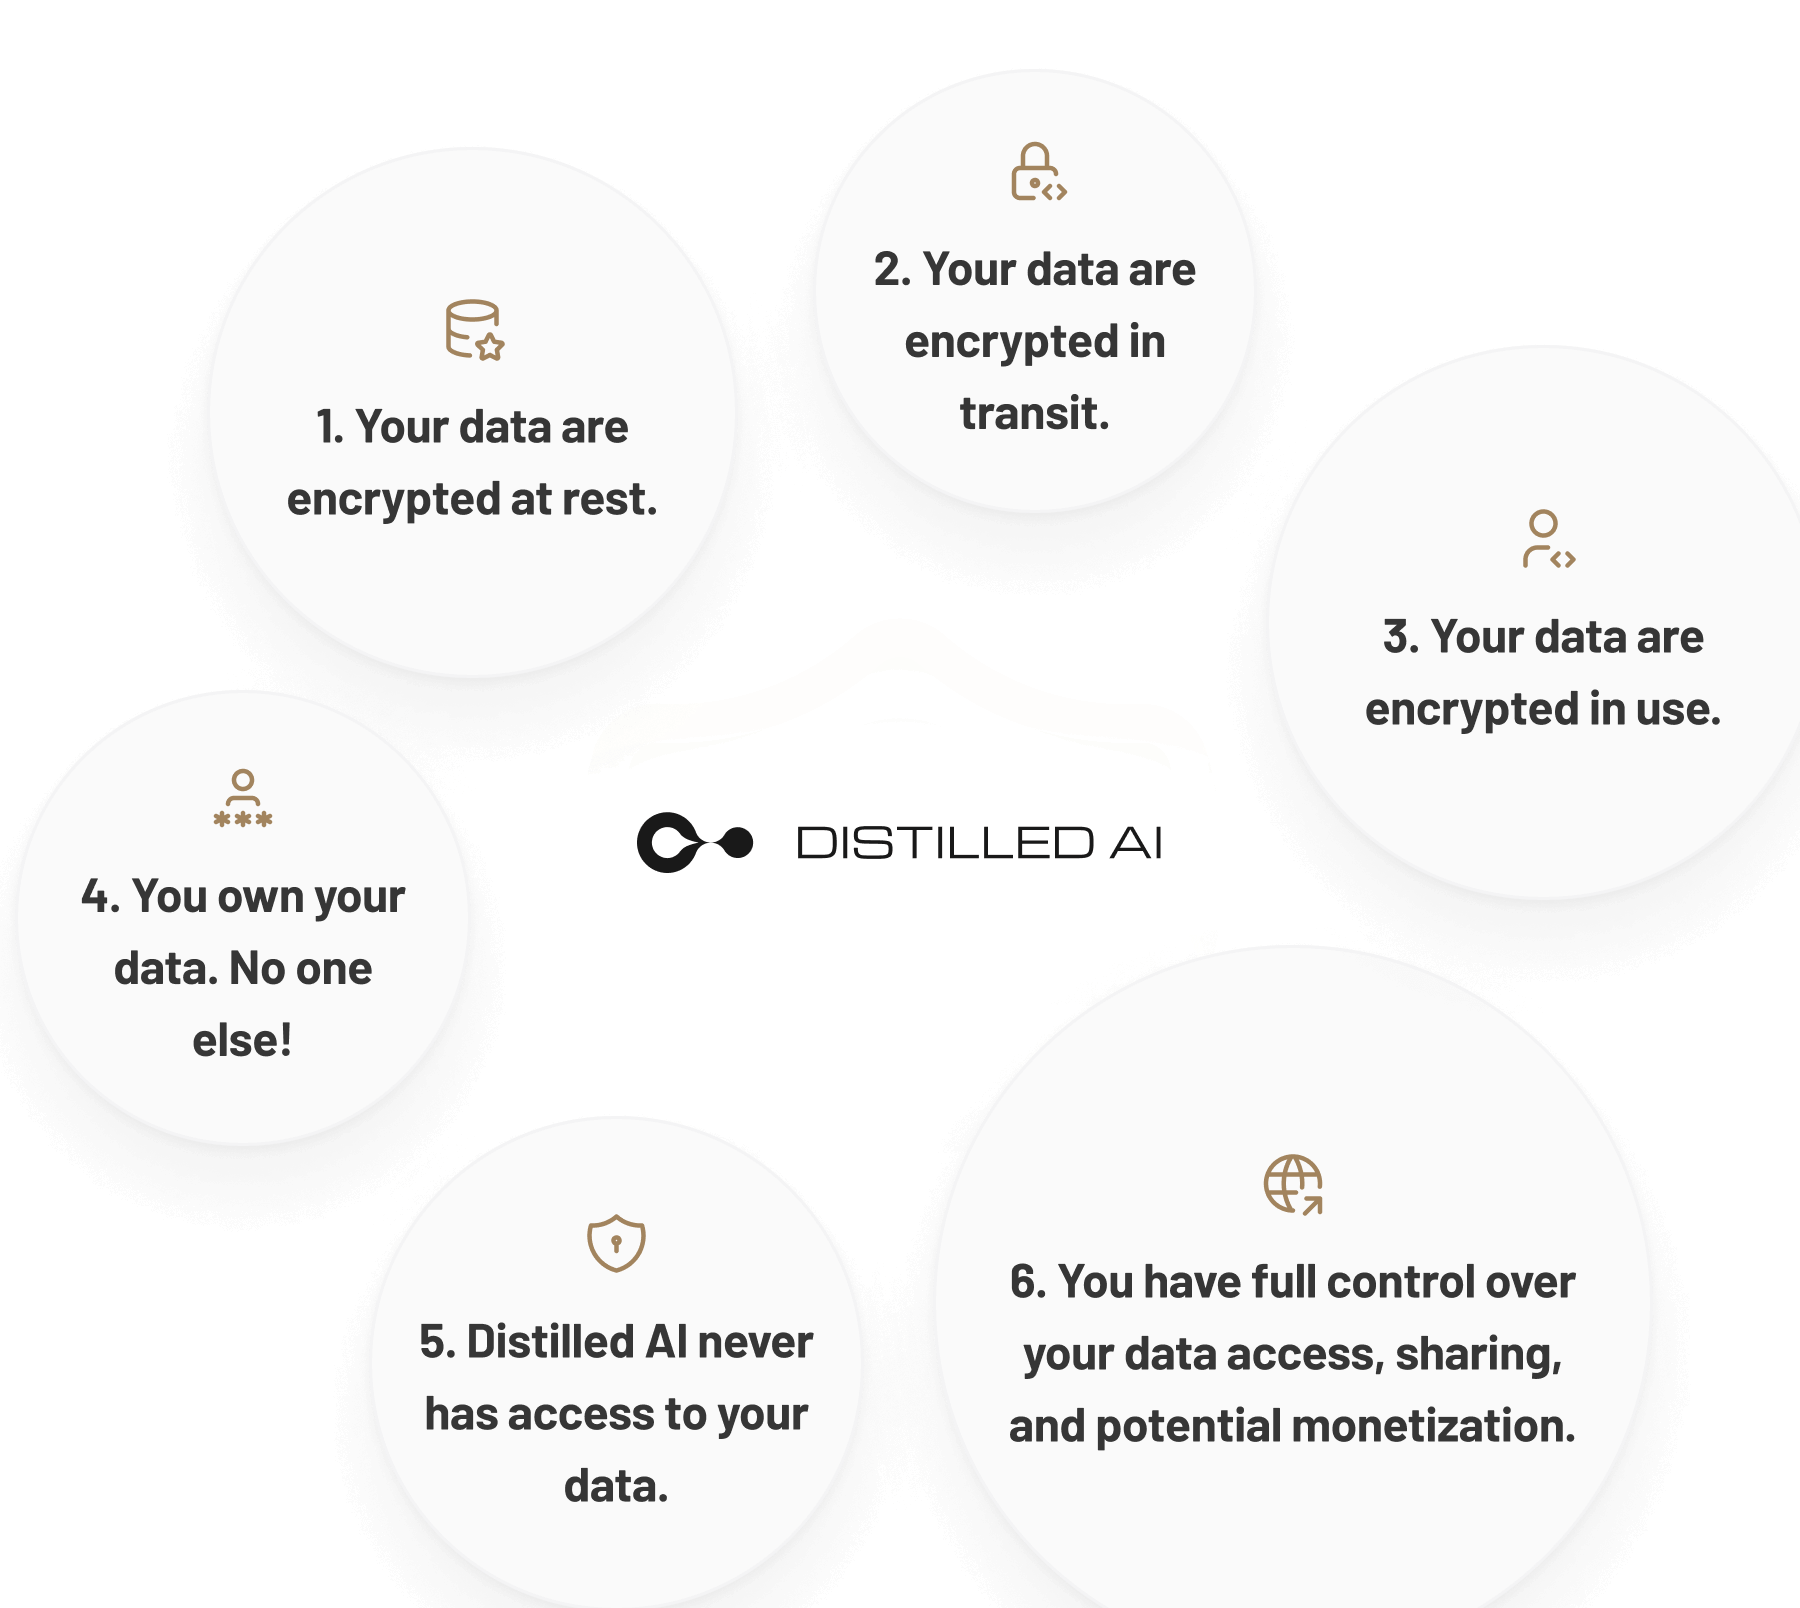 1. Your data are
encrypted at rest.
2. Your data are
encrypted in
transit.
3. Your data are
encrypted in use.
DISTILLED AI
4. You own your
data. No one
else!
5. Distilled AI never
has access to your
data.
6. You have full control over
your data access, sharing,
and potential monetization.